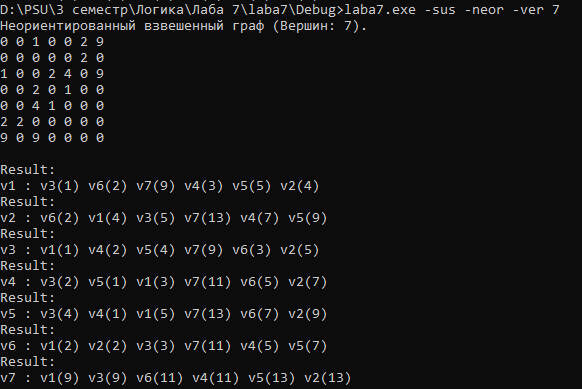 D:\PSU\3 семестр\Логика\Лаба 7\laba7\Debug>laba7.exe -sus -neor -ver 7
Неориентированный взвешенный граф (Вершин: 7).
0 0 1 0 0 2 9
0 0 0 0 0 2 0
1 0 0 2 4 0 9
0 0 2 0 1 0 0
0 0 4 1 0 0 0
2 2 0 0 0 0 0
9 0 9 0 0 0 0
Result:
v1 : v3(1) v6(2) v7(9) v4(3) v5(5) v2(4)
Result:
v2 : v6(2) v1(4) v3(5) v7(13) v4(7) v5(9)
Result:
v3 : v1(1) v4(2) v5(4) v7(9) v6(3) v2(5)
Result:
v4 : v3(2) v5(1) v1(3) v7(11) v6(5) v2(7)
Result:
v5 : v3(4) v4(1) v1(5) v7(13) v6(7) v2(9)
Result:
v6 : v1(2) v2(2) v3(3) v7(11) v4(5) v5(7)
Result:
v7 : v1(9) v3(9) v6(11) v4(11) v5(13) v2(13)